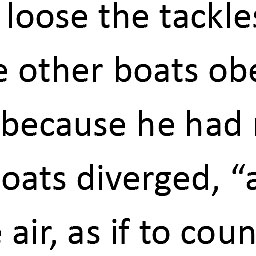 loose the tackles
other boats obe
because he had
oats diverged, “a
air, as if to coun